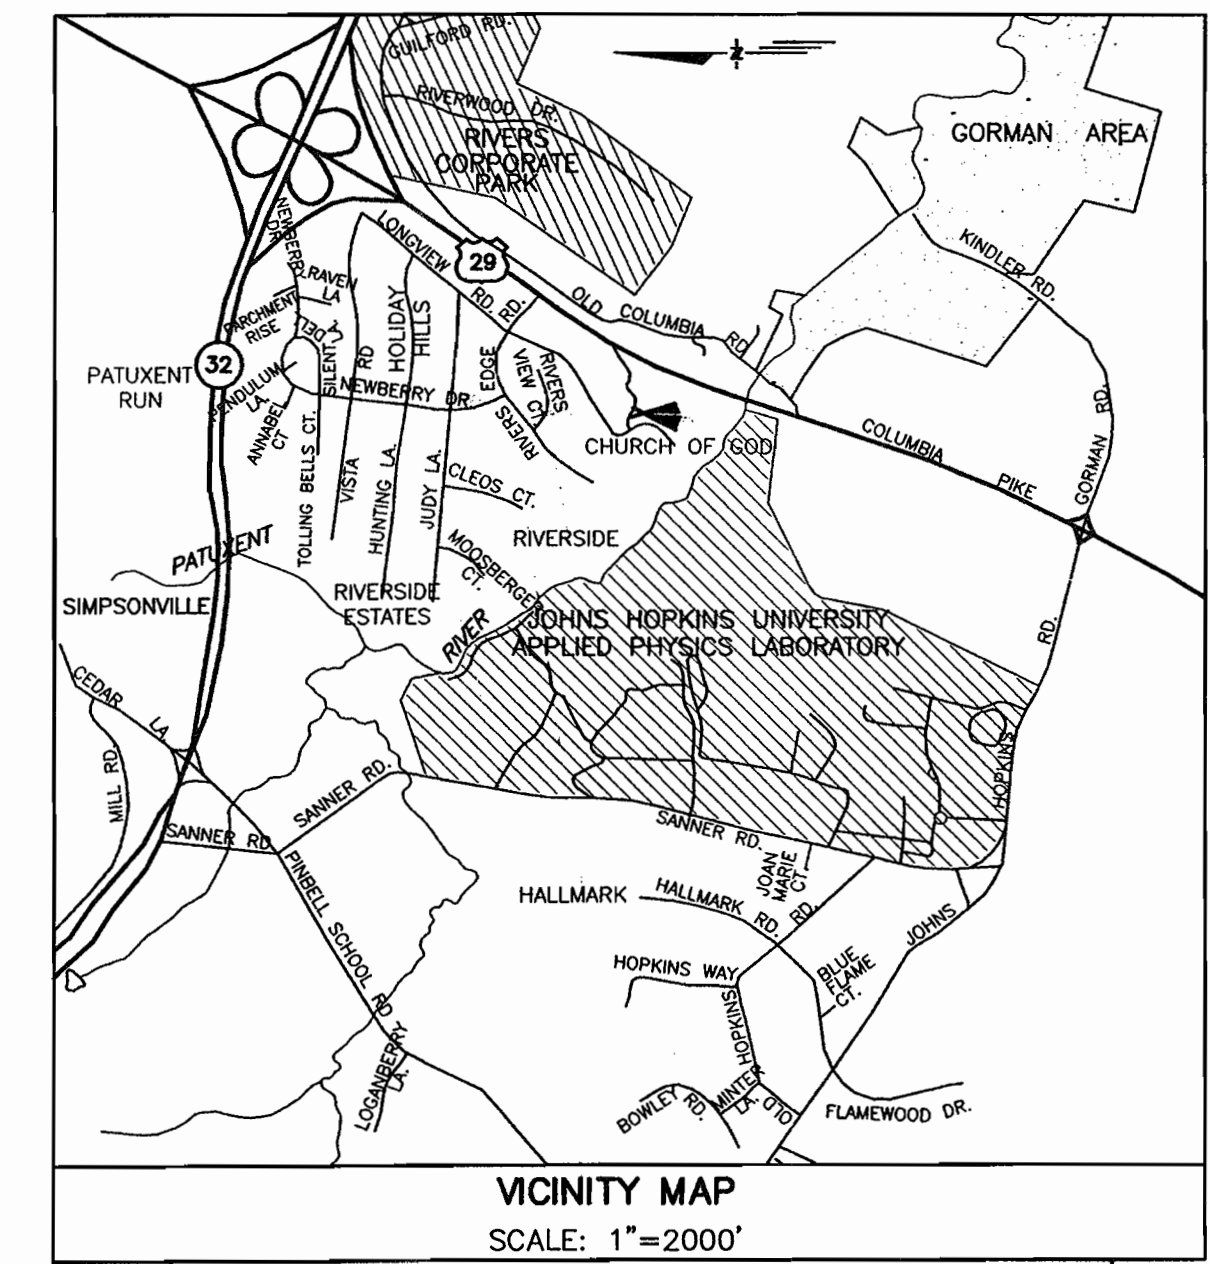 GUILFORD RD.
RIVERWOOD DR.
RIVERS
CORPORATE
PARK
GORMAN AREA
N
KINDLER RD.
NEWBERRY
DR.
LONGVIEW
RD.
29
RAVEN
LA
PARCHMENT
RISE
DELL
SILENT
RD
HOLIDAY
HILLS
RD.
EDGE
RIVERS
VIEW CT.
RIVERS
OLD COLUMBIA RD.
32
PATUXENT
RUN
PENDULUM
LA.
ANNABEL
CT
NEWBERRY DR.
TOLLING BELLS CT.
VISTA
HUNTING LA.
JUDY LA.
CLEOS CT.
CHURCH OF GOD
COLUMBIA PIKE
GORMAN RD.
RIVERSIDE
MOOSBERGER
CT.
PATUXENT
SIMPSONVILLE
RIVERSIDE
ESTATES
RIVER
JOHNS HOPKINS UNIVERSITY
APPLIED PHYSICS LABORATORY
RD.
CEDAR LA.
MILL RD.
HOPKINS
SANNER RD.
SANNER RD.
SANNER RD.
JOAN
MARIE
CT.
PINBELL SCHOOL RD
HALLMARK
HALLMARK RD.
RD.
JOHNS
HOPKINS WAY
BLUE
FLAME
CT.
HOPKINS
LOGANBERRY
LA.
BOWLEY RD.
MINTER
LA.
OLD
FLAMEWOOD DR.
VICINITY MAP
SCALE: 1"=2000'